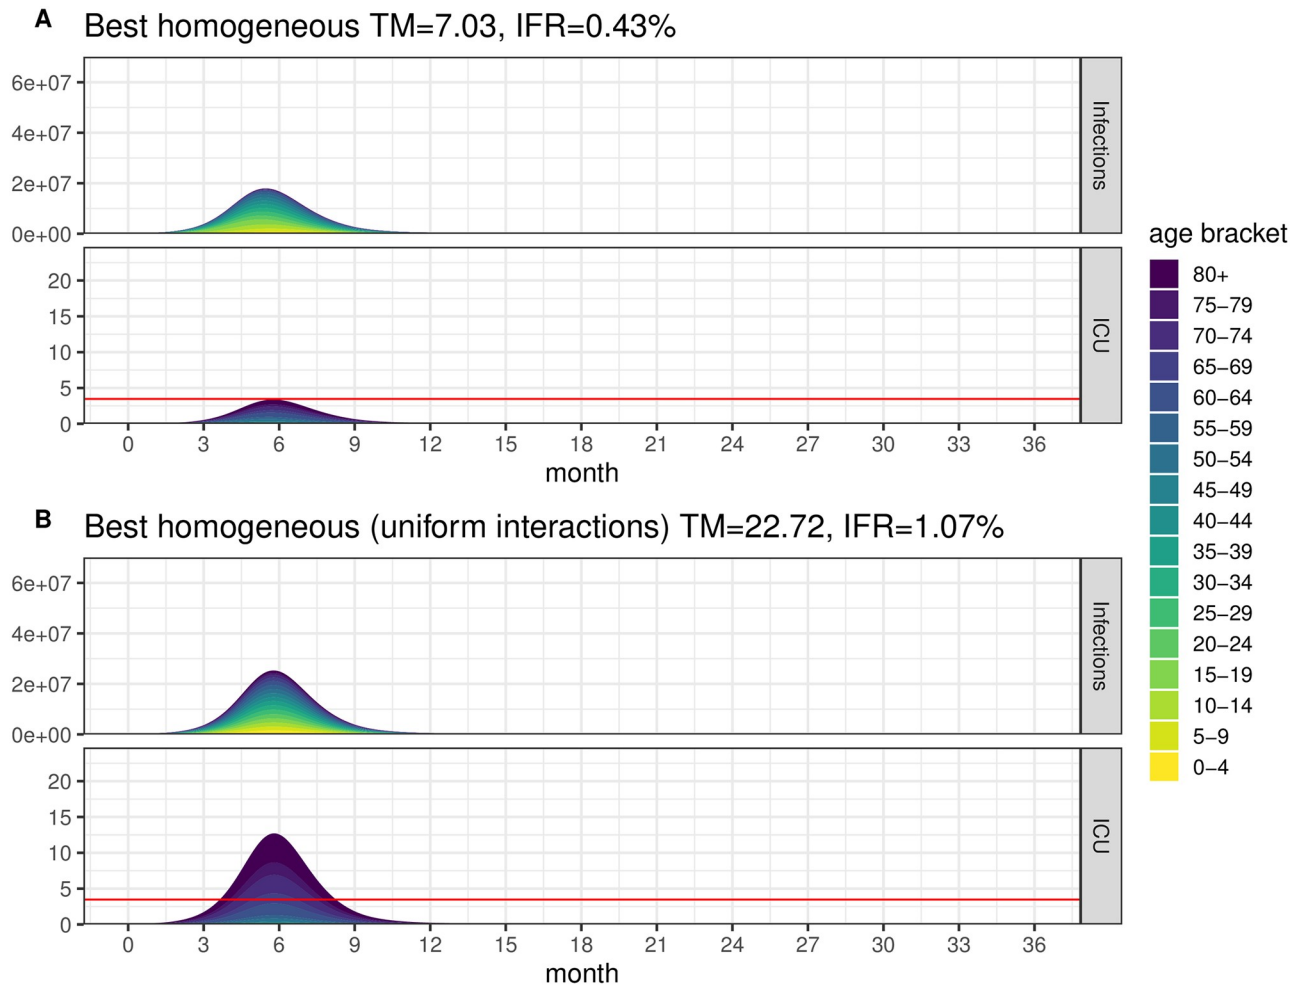 A
Best homogeneous TM=7.03, IFR=0.43%
6e+07
4e+07
2e+07
0e+00
Infections
20
15
10
5
0
ICU
0 3 6 9 12 15 18 21 24 27 30 33 36
month
B
Best homogeneous (uniform interactions) TM=22.72, IFR=1.07%
6e+07
4e+07
2e+07
0e+00
Infections
20
15
10
5
0
ICU
0 3 6 9 12 15 18 21 24 27 30 33 36
month
age bracket
80+
75–79
70–74
65–69
60–64
55–59
50–54
45–49
40–44
35–39
30–34
25–29
20–24
15–19
10–14
5–9
0–4